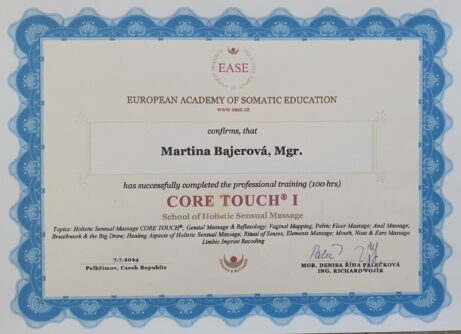 EASE
EUROPEAN ACADEMY OF SOMATIC EDUCATION
www.ease.cz
confirms, that
Martina Bajerová, Mgr.
has successfully completed the professional training (100 hrs)
CORE TOUCH® I
School of Holistic Sensual Massage
Topics: Holistic Sensual Massage CORE TOUCH®; Genital Massage & Reflexology; Vaginal Mapping; Pelvic Floor Massage; Anal Massage;
Breathwork & the Big Draw; Healing Aspects of Holistic Sensual Massage; Ritual of Senses; Elements Massage; Mouth, Nose & Ears Massage
Limbic Imprint Recoding
7.7.2024
Pelhřimov, Czech Republic
MGR. DENISA ŘÍHA PALEČKOVÁ
ING. RICHARD VOJÍK